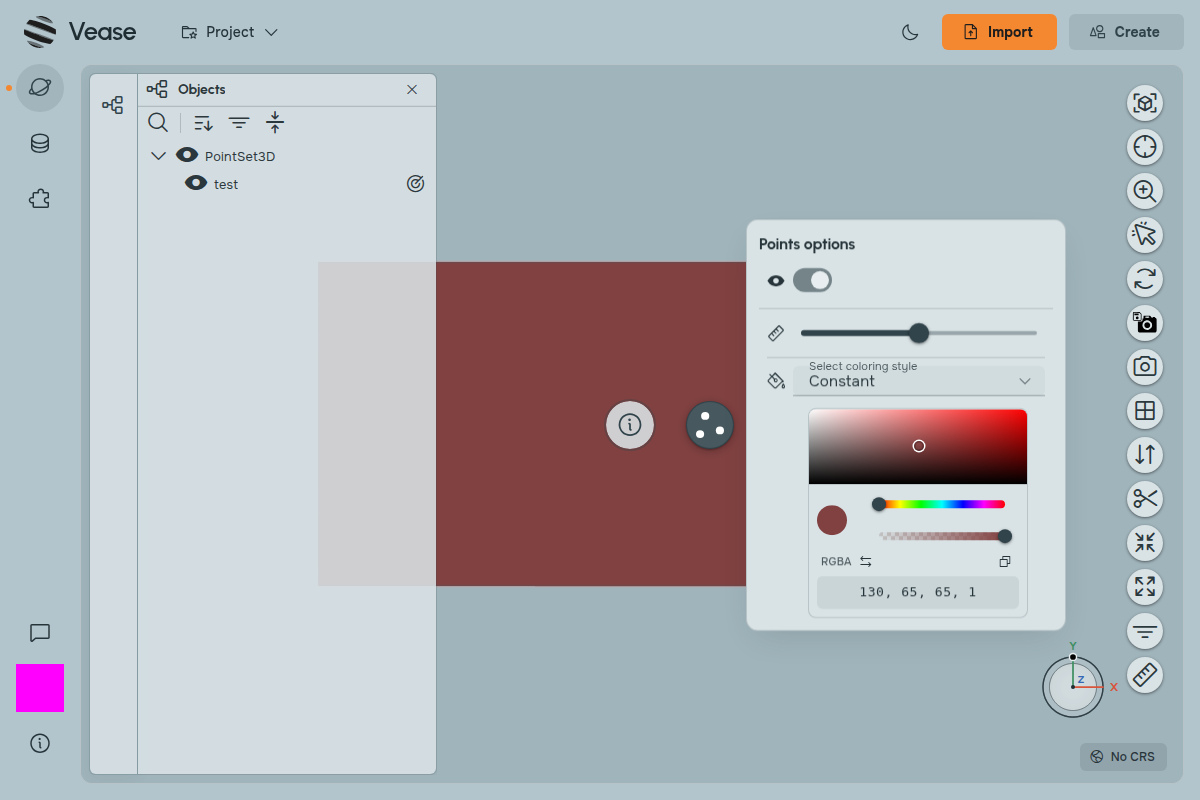 Vease
Project
Import
Create
Objects
PointSet3D
test
Points options
Select coloring style
Constant
RGBA
130, 65, 65, 1
Y
Z
X
No CRS